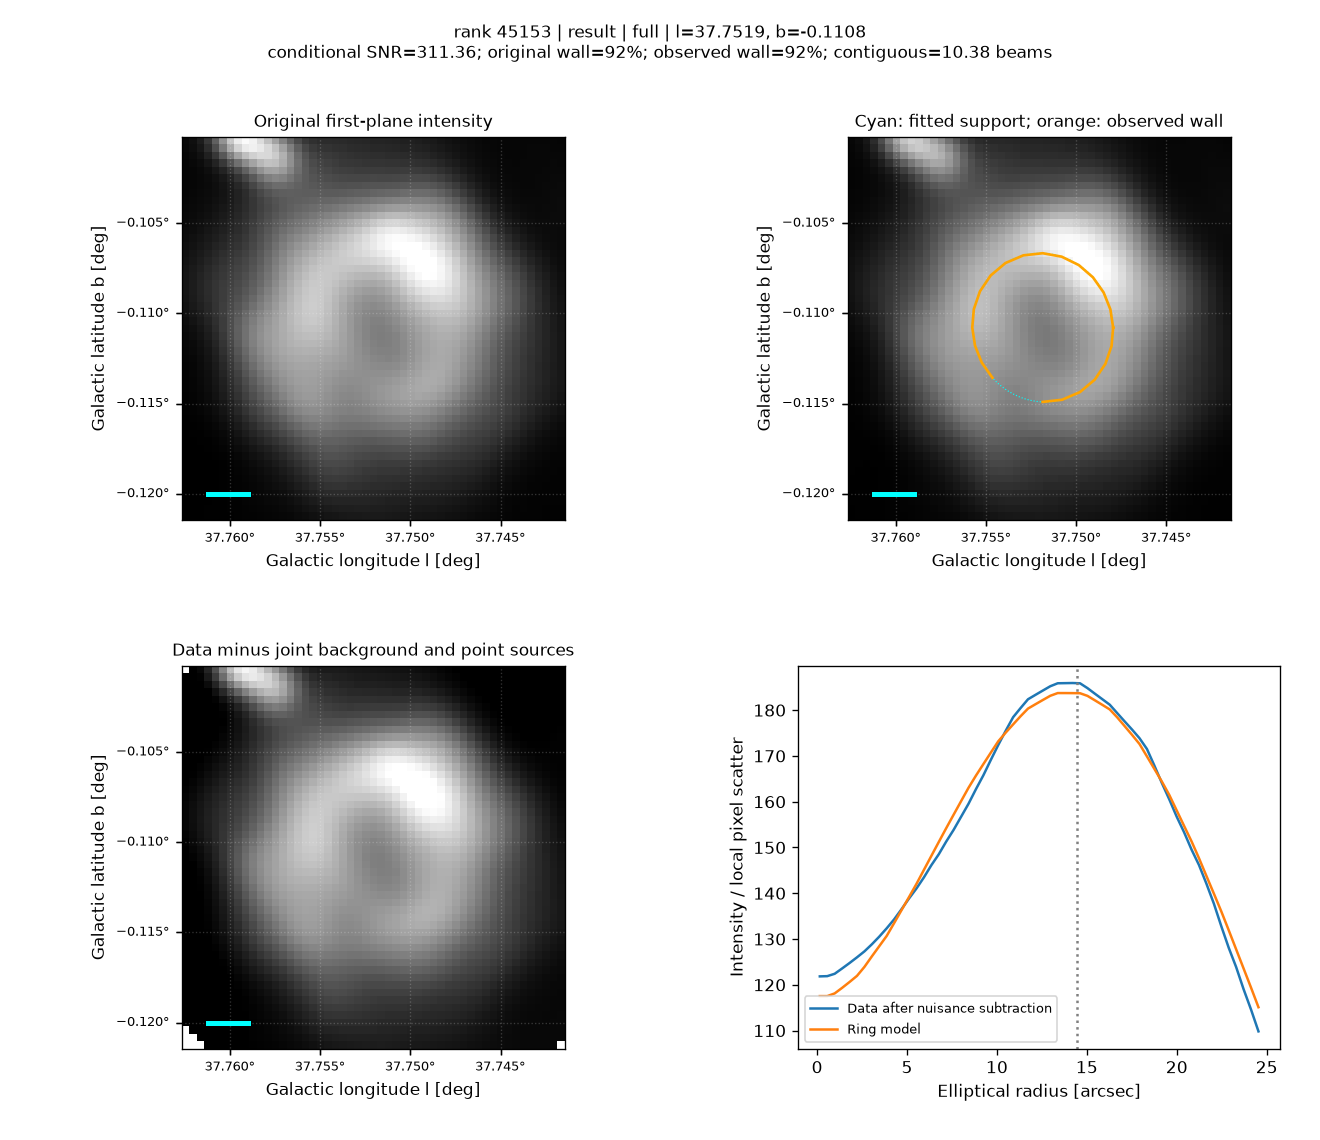 rank 45153 | result | full | l=37.7519, b=-0.1108
conditional SNR=311.36; original wall=92%; observed wall=92%; contiguous=10.38 beams
Original first-plane intensity
Galactic latitude b [deg]
−0.105°
−0.110°
−0.115°
−0.120°
37.760°
37.755°
37.750°
37.745°
Galactic longitude l [deg]
Cyan: fitted support; orange: observed wall
Galactic latitude b [deg]
−0.105°
−0.110°
−0.115°
−0.120°
37.760°
37.755°
37.750°
37.745°
Galactic longitude l [deg]
Data minus joint background and point sources
Galactic latitude b [deg]
−0.105°
−0.110°
−0.115°
−0.120°
37.760°
37.755°
37.750°
37.745°
Galactic longitude l [deg]
Intensity / local pixel scatter
180
170
160
150
140
130
120
110
Data after nuisance subtraction
Ring model
0
5
10
15
20
25
Elliptical radius [arcsec]